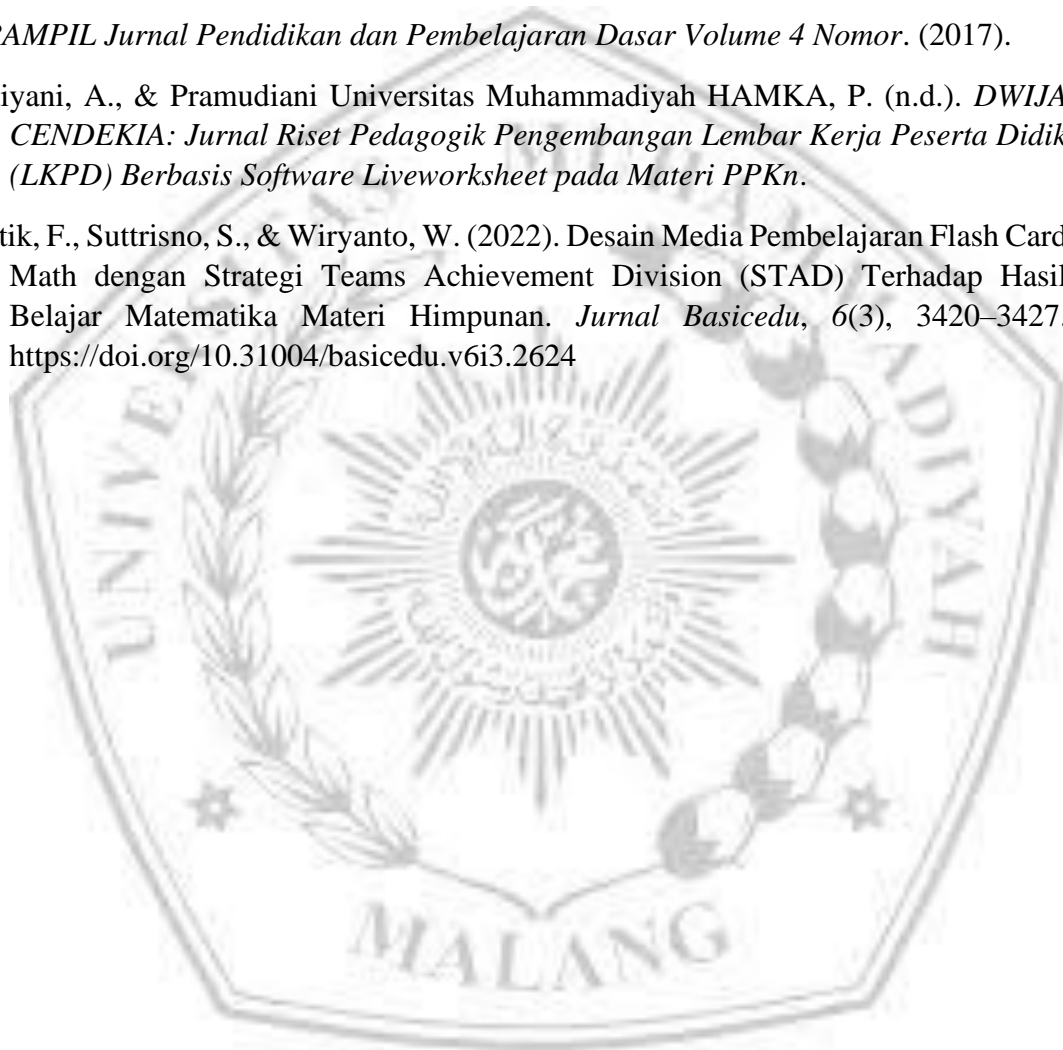 PAMPIL Jurnal Pendidikan dan Pembelajaran Dasar Volume 4 Nomor. (2017).
iyani, A., & Pramudiani Universitas Muhammadiyah HAMKA, P. (n.d.). DWIJA
CENDEKIA: Jurnal Riset Pedagogik Pengembangan Lembar Kerja Peserta Didik
(LKPD) Berbasis Software Liveworksheet pada Materi PPKn.
tik, F., Suttrisno, S., & Wiryanto, W. (2022). Desain Media Pembelajaran Flash Card
Math dengan Strategi Teams Achievement Division (STAD) Terhadap Hasil
Belajar Matematika Materi Himpunan. Jurnal Basicedu, 6(3), 3420–3427.
https://doi.org/10.31004/basicedu.v6i3.2624
UNIVERSITAS MUHAMMADIYAH
MALANG